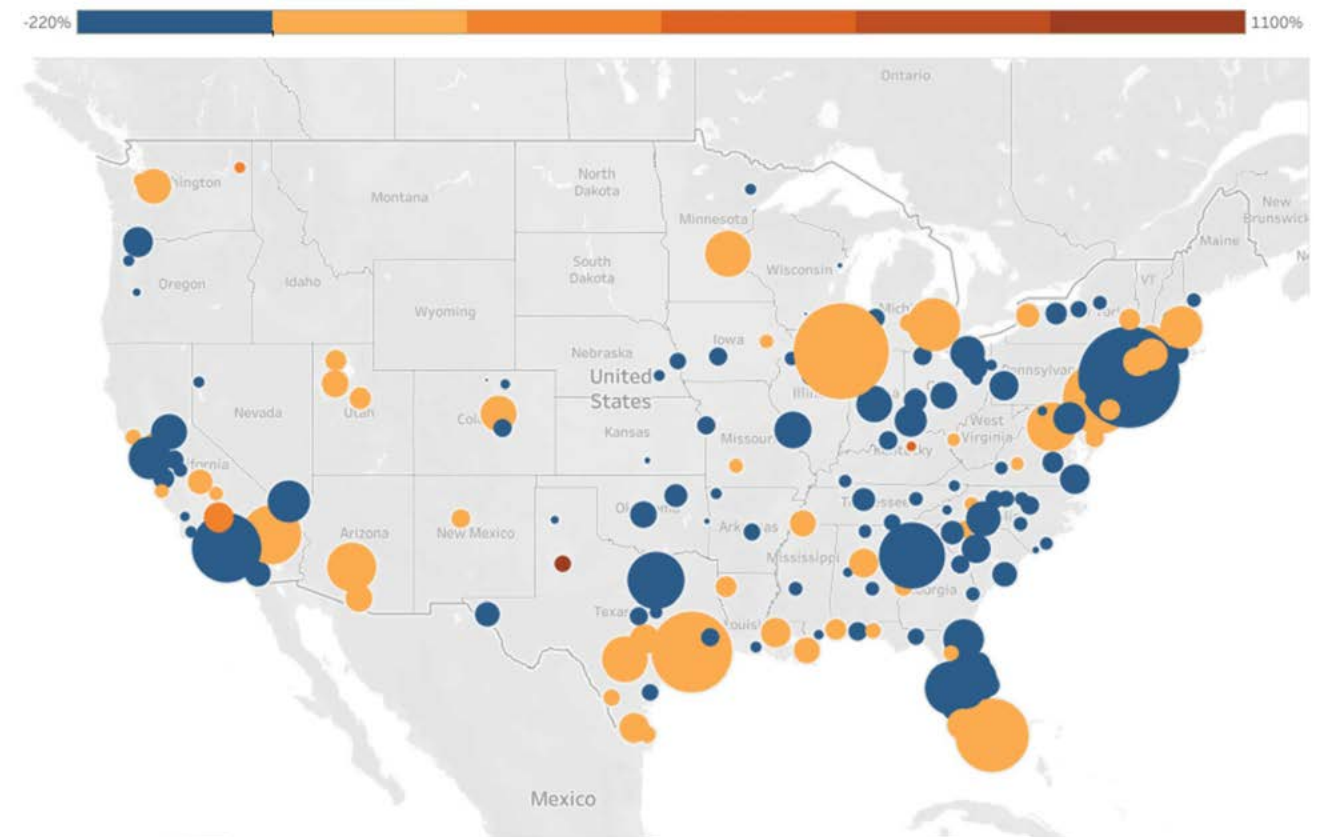 -220%
1100%
Ontario
North
Dakota
Montana
Minnesota
New
Brunswick
Maine
South
Dakota
Wisconsin
VT
Oregon
Idaho
Wyoming
Iowa
Nebraska
United
States
Nevada
Utah
Kansas
West
Virginia
Arizona
New Mexico
Mississippi
Mexico